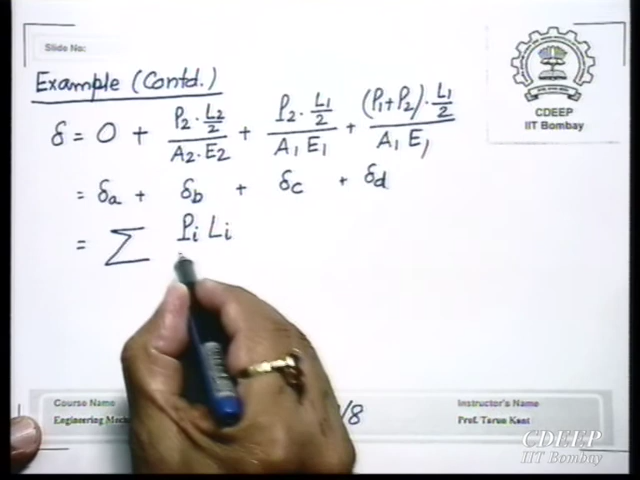 Slide No:
CDEEP
IIT Bombay
Example (Contd.)
δ = 0 + P2 · L2/2 / A2 · E2 + P2 · L1/2 / A1 E1 + (P1 + P2) · L1/2 / A1 E1
= δa + δb + δc + δd
= Σ Pi Li
Course Name
Engineering Mech
/8
Instructor's Name
Prof. Tarun Kant
CDEEP
IIT Bombay